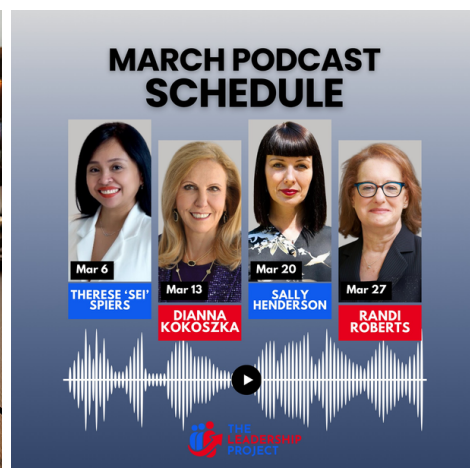 MARCH PODCAST
SCHEDULE
Mar 6
THERESE ‘SEI’
SPIERS
Mar 13
DIANNA
KOKOSZKA
Mar 20
SALLY
HENDERSON
Mar 27
RANDI
ROBERTS
THE
LEADERSHIP
PROJECT